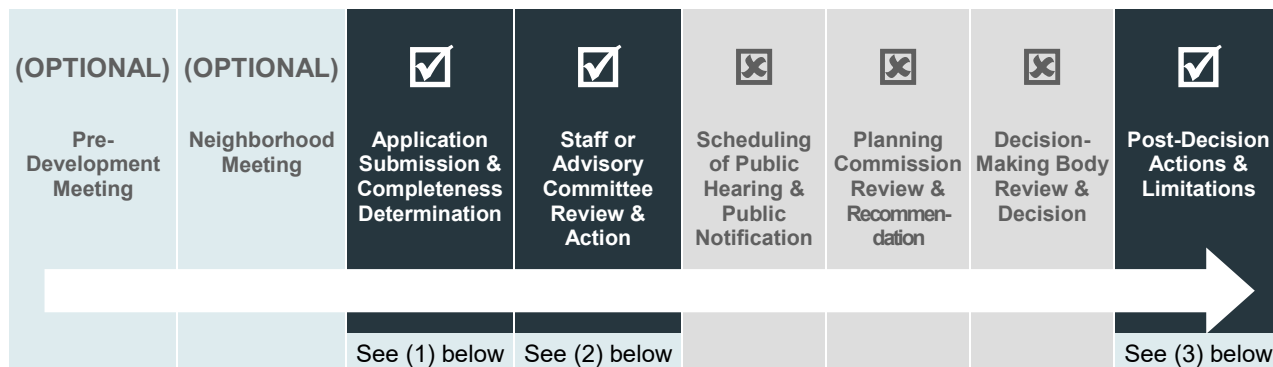 (OPTIONAL)
Pre-
Development
Meeting
(OPTIONAL)
Neighborhood
Meeting
Application
Submission &
Completeness
Determination
See (1) below
Staff or
Advisory
Committee
Review &
Action
See (2) below
Scheduling
of Public
Hearing &
Public
Notification
Planning
Commission
Review &
Recommen-
dation
Decision-
Making Body
Review &
Decision
Post-Decision
Actions &
Limitations
See (3) below